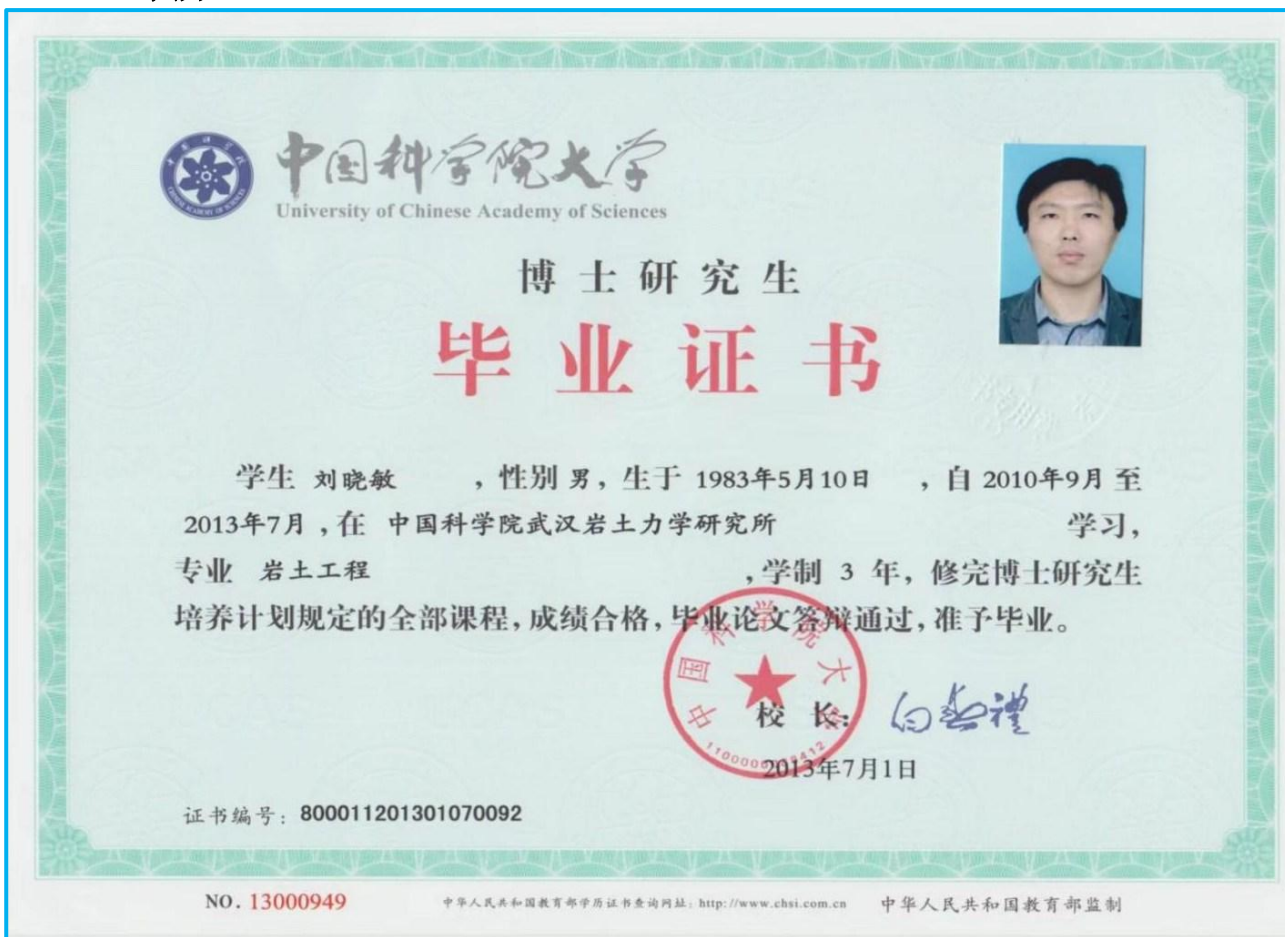 中国科学院大学
University of Chinese Academy of Sciences
博士研究生
毕业证书
学生 刘晓敏 ，性别 男，生于 1983年5月10日 ，自 2010年9月 至
2013年7月，在 中国科学院武汉岩土力学研究所 学习，
专业 岩土工程 ，学制 3 年，修完博士研究生
培养计划规定的全部课程，成绩合格，毕业论文答辩通过，准予毕业。
中国科学院大学
校 长：
2013年7月1日
证书编号：800011201301070092
NO. 13000949
中华人民共和国教育部学历证书查询网址：http://www.chsi.com.cn
中华人民共和国教育部监制